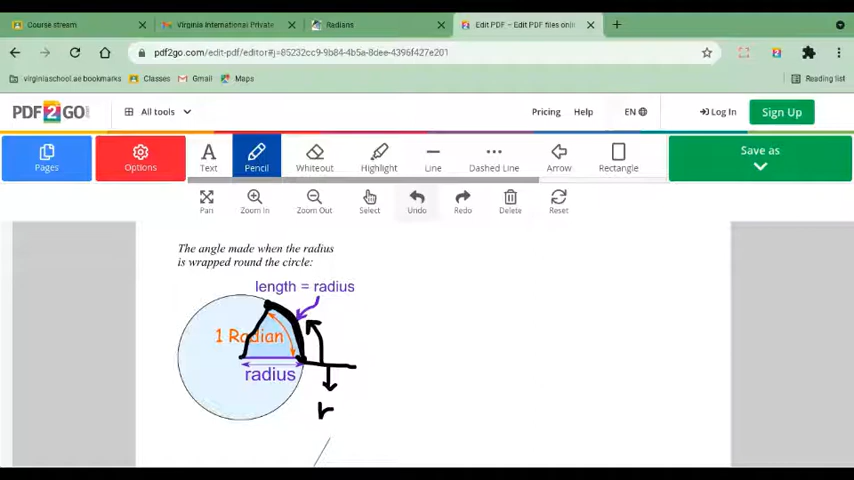 Course stream
Virginia International Private
Radians
Edit PDF – Edit PDF files onlin
pdf2go.com/edit-pdf/editor#j=85232cc9-9b84-4b5a-8dee-4396f427e201
virginiaschool.ae bookmarks
Classes
Gmail
Maps
Reading list
PDF2GO
All tools
Pricing
Help
EN
Log In
Sign Up
Pages
Options
Text
Pencil
Whiteout
Highlight
Line
Dashed Line
Arrow
Rectangle
Save as
Pan
Zoom In
Zoom Out
Select
Undo
Redo
Delete
Reset
The angle made when the radius
is wrapped round the circle:
length = radius
1 Radian
radius
r